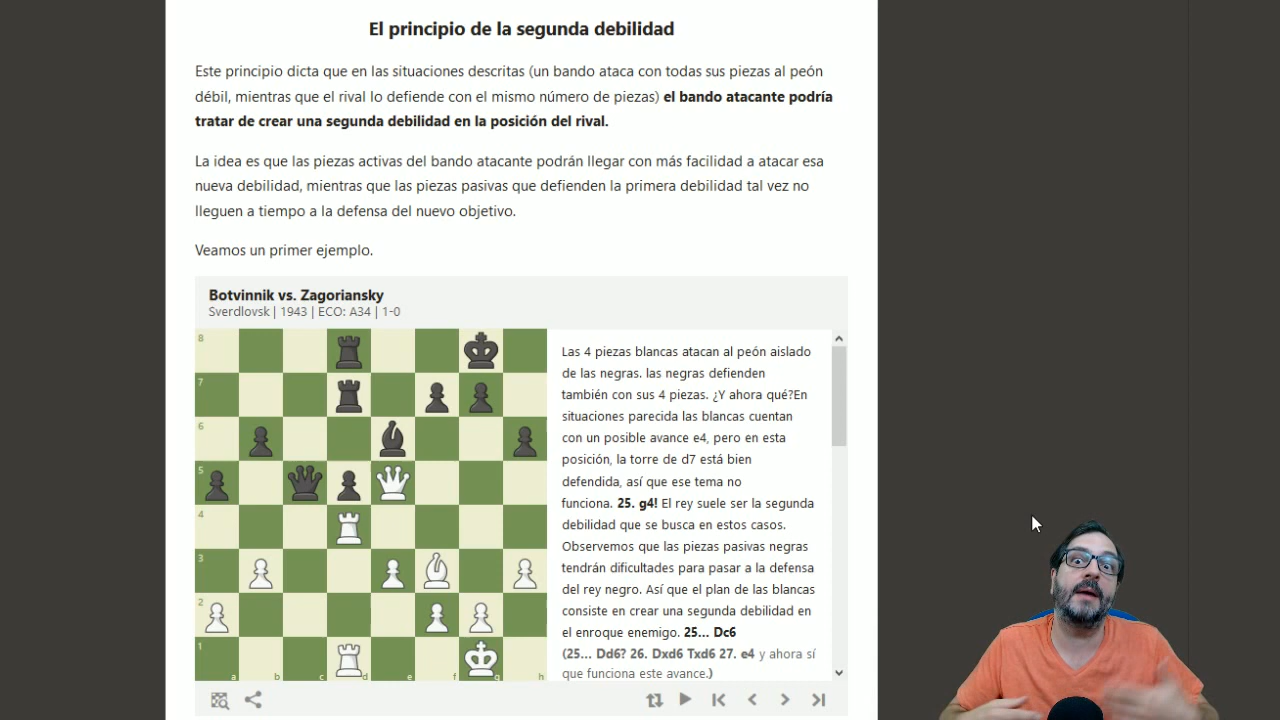 El principio de la segunda debilidad
Este principio dicta que en las situaciones descritas (un bando ataca con todas sus piezas al peón
débil, mientras que el rival lo defiende con el mismo número de piezas) el bando atacante podría
tratar de crear una segunda debilidad en la posición del rival.
La idea es que las piezas activas del bando atacante podrán llegar con más facilidad a atacar esa
nueva debilidad, mientras que las piezas pasivas que defienden la primera debilidad tal vez no
lleguen a tiempo a la defensa del nuevo objetivo.
Veamos un primer ejemplo.
Botvinnik vs. Zagoriansky
Sverdlovsk | 1943 | ECO: A34 | 1-0
8
7
6
5
4
3
2
1
a b c d e f g h
Las 4 piezas blancas atacan al peón aislado
de las negras. las negras defienden
también con sus 4 piezas. ¿Y ahora qué?En
situaciones parecida las blancas cuentan
con un posible avance e4, pero en esta
posición, la torre de d7 está bien
defendida, así que ese tema no
funciona. 25. g4! El rey suele ser la segunda
debilidad que se busca en estos casos.
Observemos que las piezas pasivas negras
tendrán dificultades para pasar a la defensa
del rey negro. Así que el plan de las blancas
consiste en crear una segunda debilidad en
el enroque enemigo. 25... Dc6
(25... Dd6? 26. Dxd6 Txd6 27. e4 y ahora sí
que funciona este avance.)